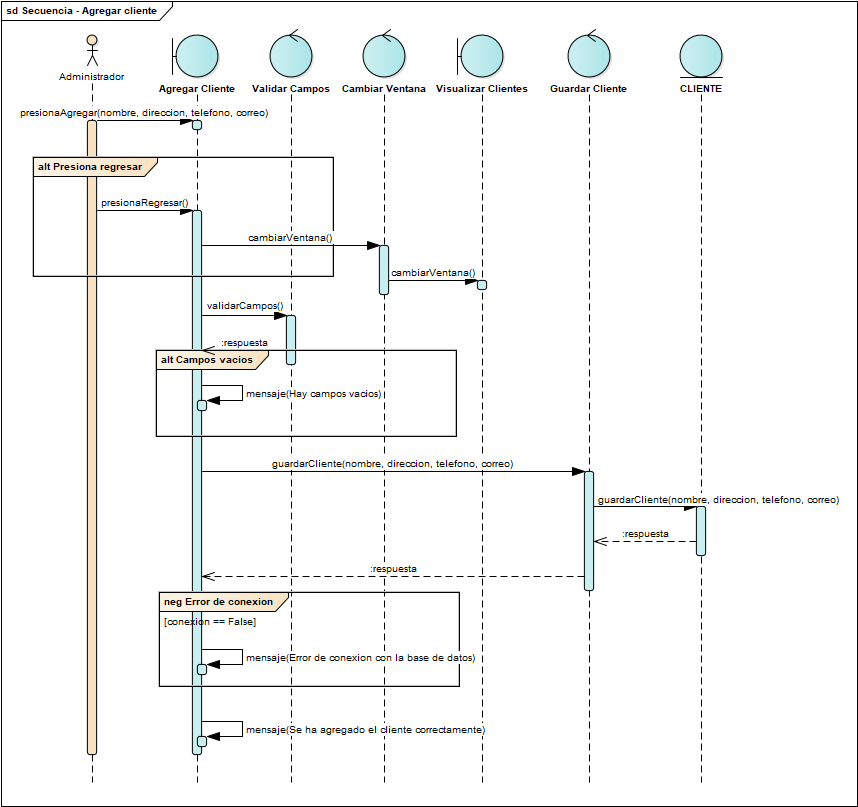 sd Secuencia - Agregar cliente
Administrador
Agregar Cliente
Validar Campos
Cambiar Ventana
Visualizar Clientes
Guardar Cliente
CLIENTE
presionaAgregar(nombre, direccion, telefono, correo)
alt Presiona regresar
presionaRegresar()
cambiarVentana()
cambiarVentana()
validarCampos()
:respuesta
alt Campos vacios
mensaje(Hay campos vacios)
guardarCliente(nombre, direccion, telefono, correo)
guardarCliente(nombre, direccion, telefono, correo)
:respuesta
:respuesta
neg Error de conexion
[conexion == False]
mensaje(Error de conexion con la base de datos)
mensaje(Se ha agregado el cliente correctamente)